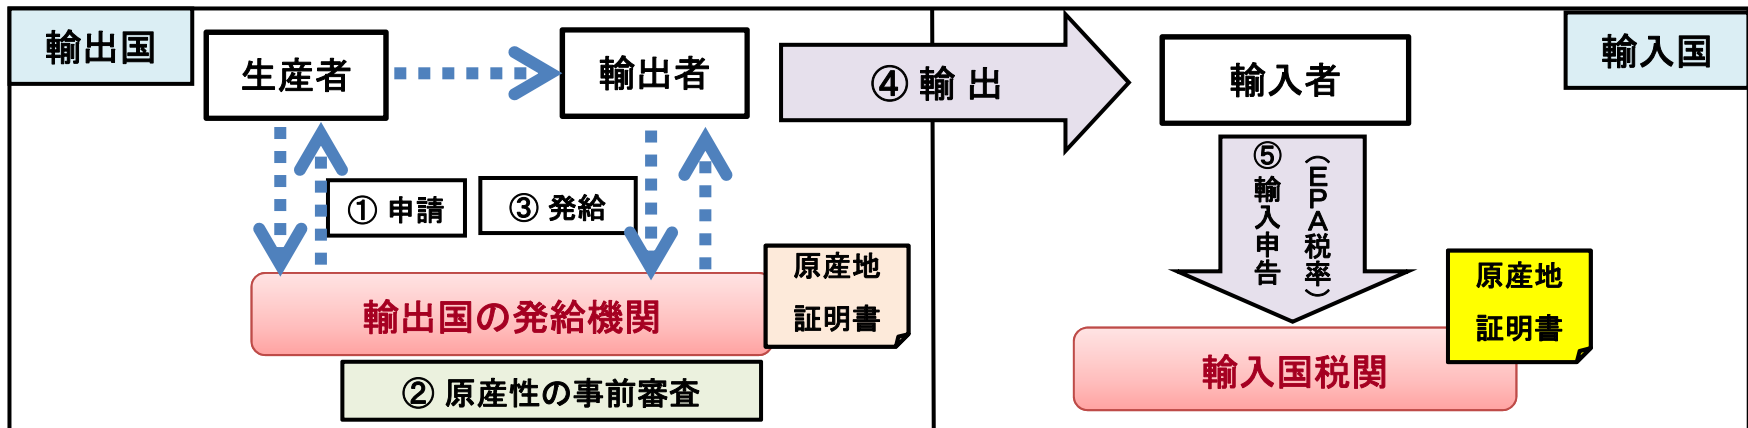 輸出国
生産者
輸出者
④ 輸 出
輸入者
輸入国
① 申請
③ 発給
⑤輸入申告
（ＥＰＡ税率）
輸出国の発給機関
原産地
証明書
② 原産性の事前審査
輸入国税関
原産地
証明書